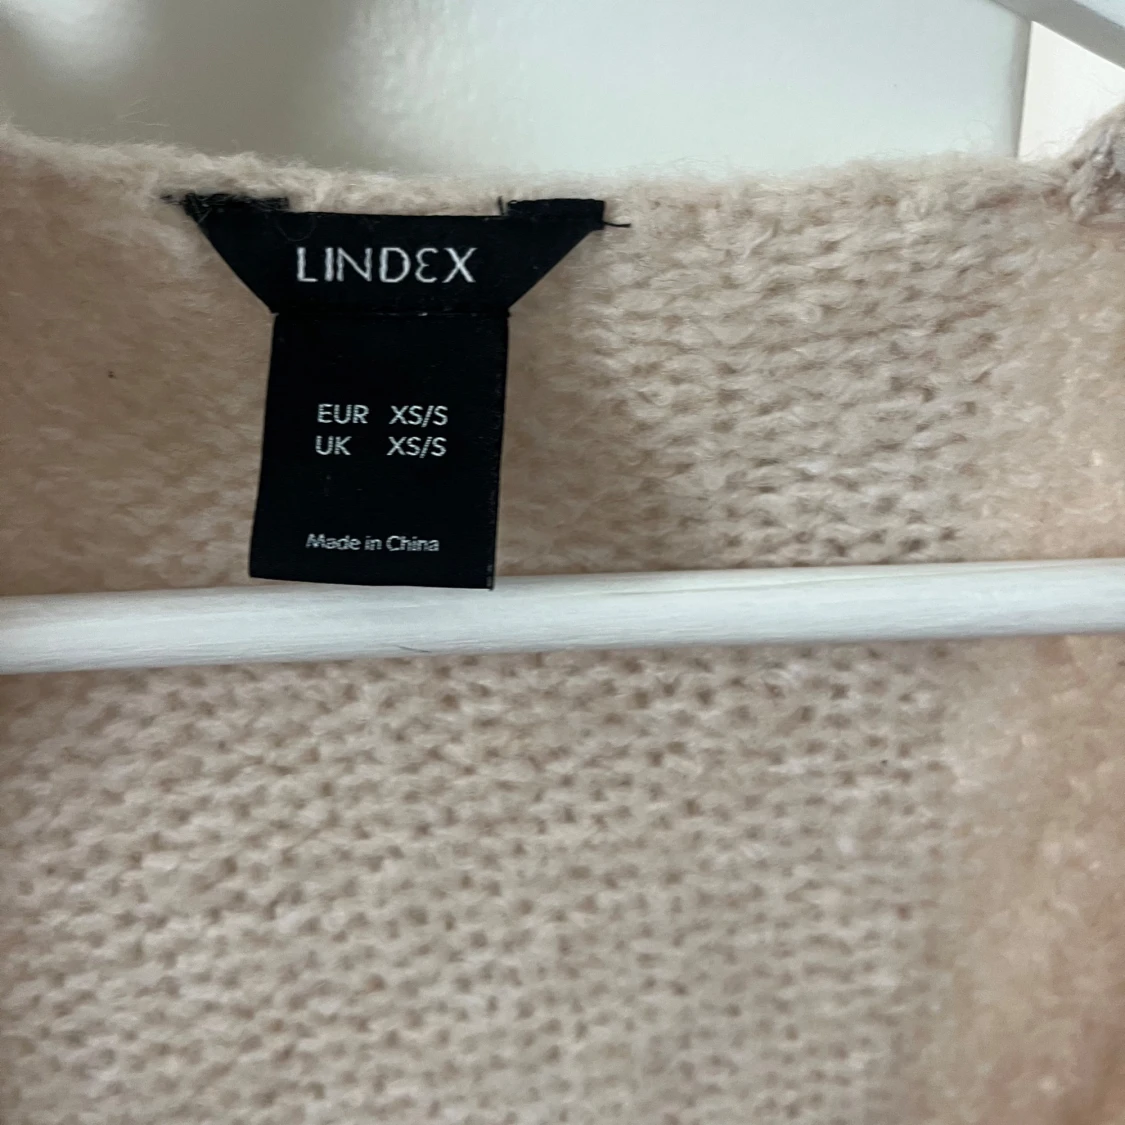 LINDEX
EUR XS/S
UK XS/S
Made in China